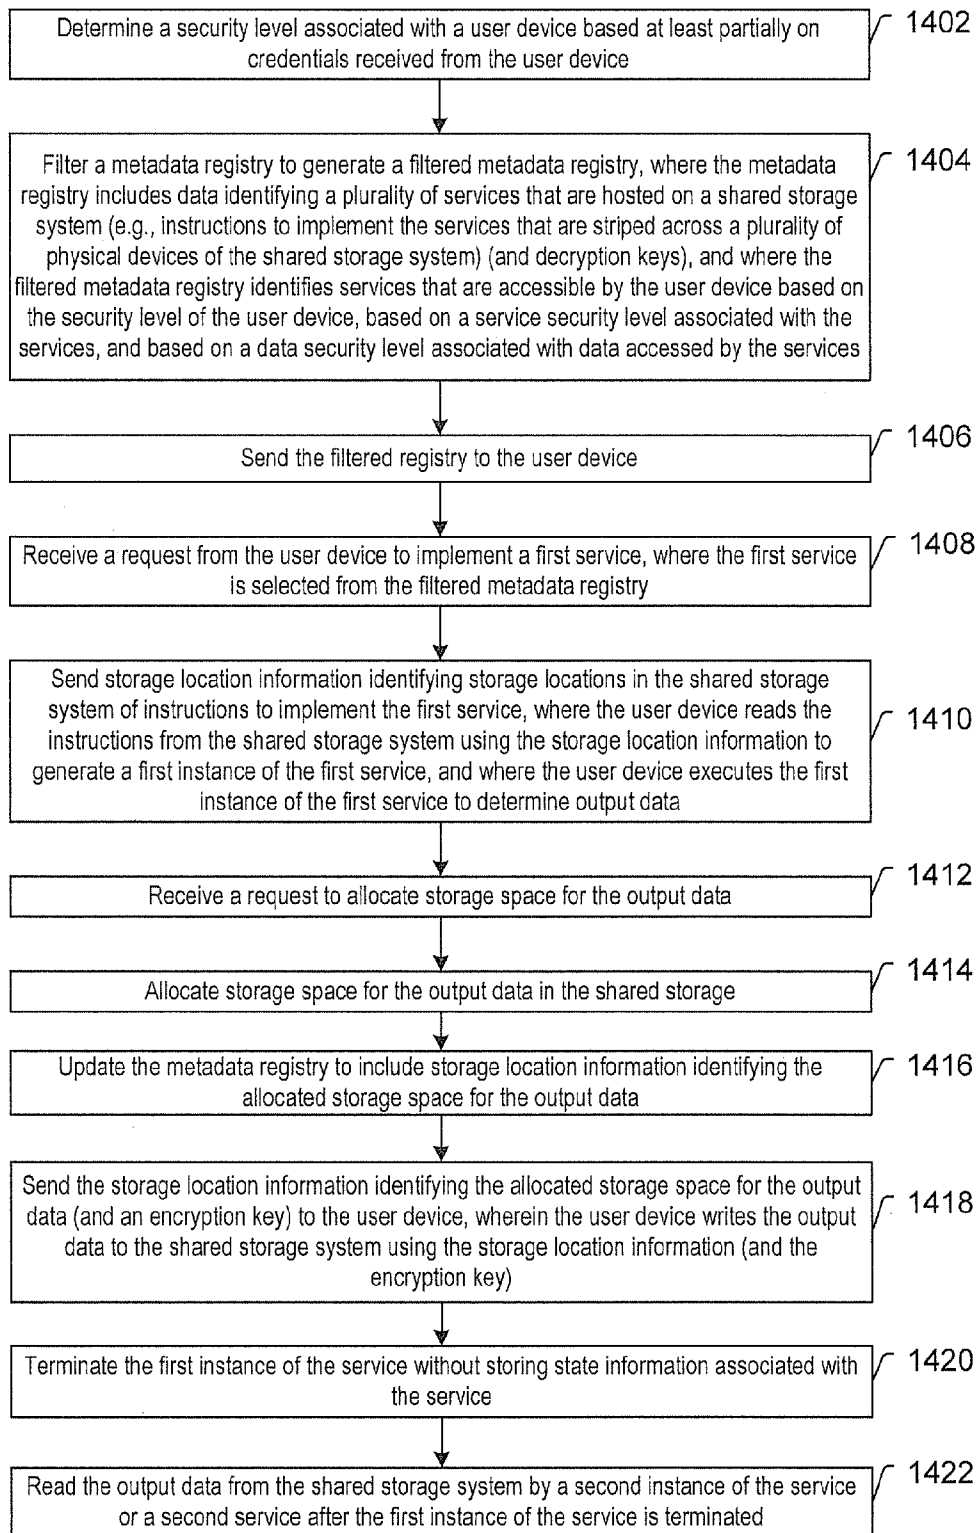 Determine a security level associated with a user device based at least partially on
credentials received from the user device
1402
Filter a metadata registry to generate a filtered metadata registry, where the metadata
registry includes data identifying a plurality of services that are hosted on a shared storage
system (e.g., instructions to implement the services that are striped across a plurality of
physical devices of the shared storage system) (and decryption keys), and where the
filtered metadata registry identifies services that are accessible by the user device based on
the security level of the user device, based on a service security level associated with the
services, and based on a data security level associated with data accessed by the services
1404
Send the filtered registry to the user device
1406
Receive a request from the user device to implement a first service, where the first service
is selected from the filtered metadata registry
1408
Send storage location information identifying storage locations in the shared storage
system of instructions to implement the first service, where the user device reads the
instructions from the shared storage system using the storage location information to
generate a first instance of the first service, and where the user device executes the first
instance of the first service to determine output data
1410
Receive a request to allocate storage space for the output data
1412
Allocate storage space for the output data in the shared storage
1414
Update the metadata registry to include storage location information identifying the
allocated storage space for the output data
1416
Send the storage location information identifying the allocated storage space for the output
data (and an encryption key) to the user device, wherein the user device writes the output
data to the shared storage system using the storage location information (and the
encryption key)
1418
Terminate the first instance of the service without storing state information associated with
the service
1420
Read the output data from the shared storage system by a second instance of the service
or a second service after the first instance of the service is terminated
1422